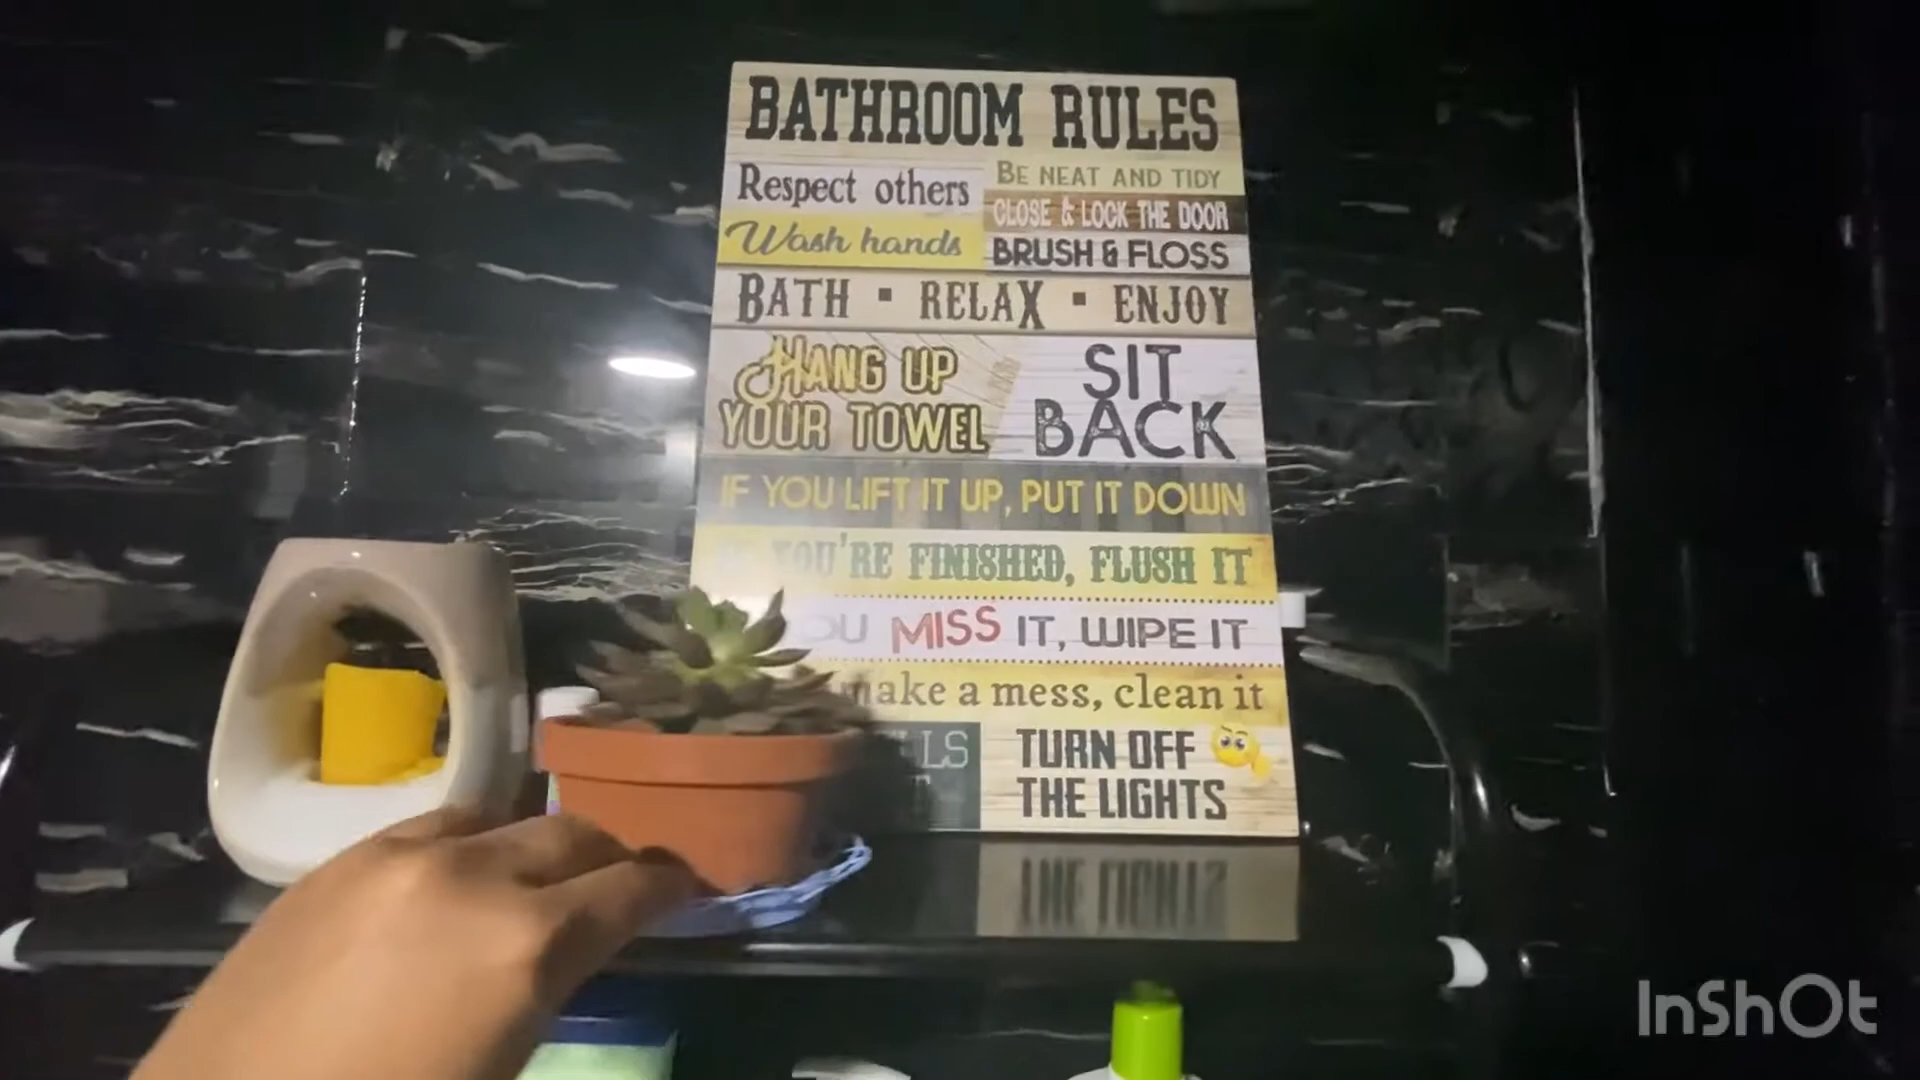 BATHROOM RULES
Respect others
BE NEAT AND TIDY
CLOSE & LOCK THE DOOR
Wash hands
BRUSH & FLOSS
BATH ▪ RELAX ▪ ENJOY
HANG UP
YOUR TOWEL
SIT
BACK
IF YOU LIFT IT UP, PUT IT DOWN
YOU'RE FINISHED, FLUSH IT
MISS IT, WIPE IT
make a mess, clean it
TURN OFF
THE LIGHTS
InShOt